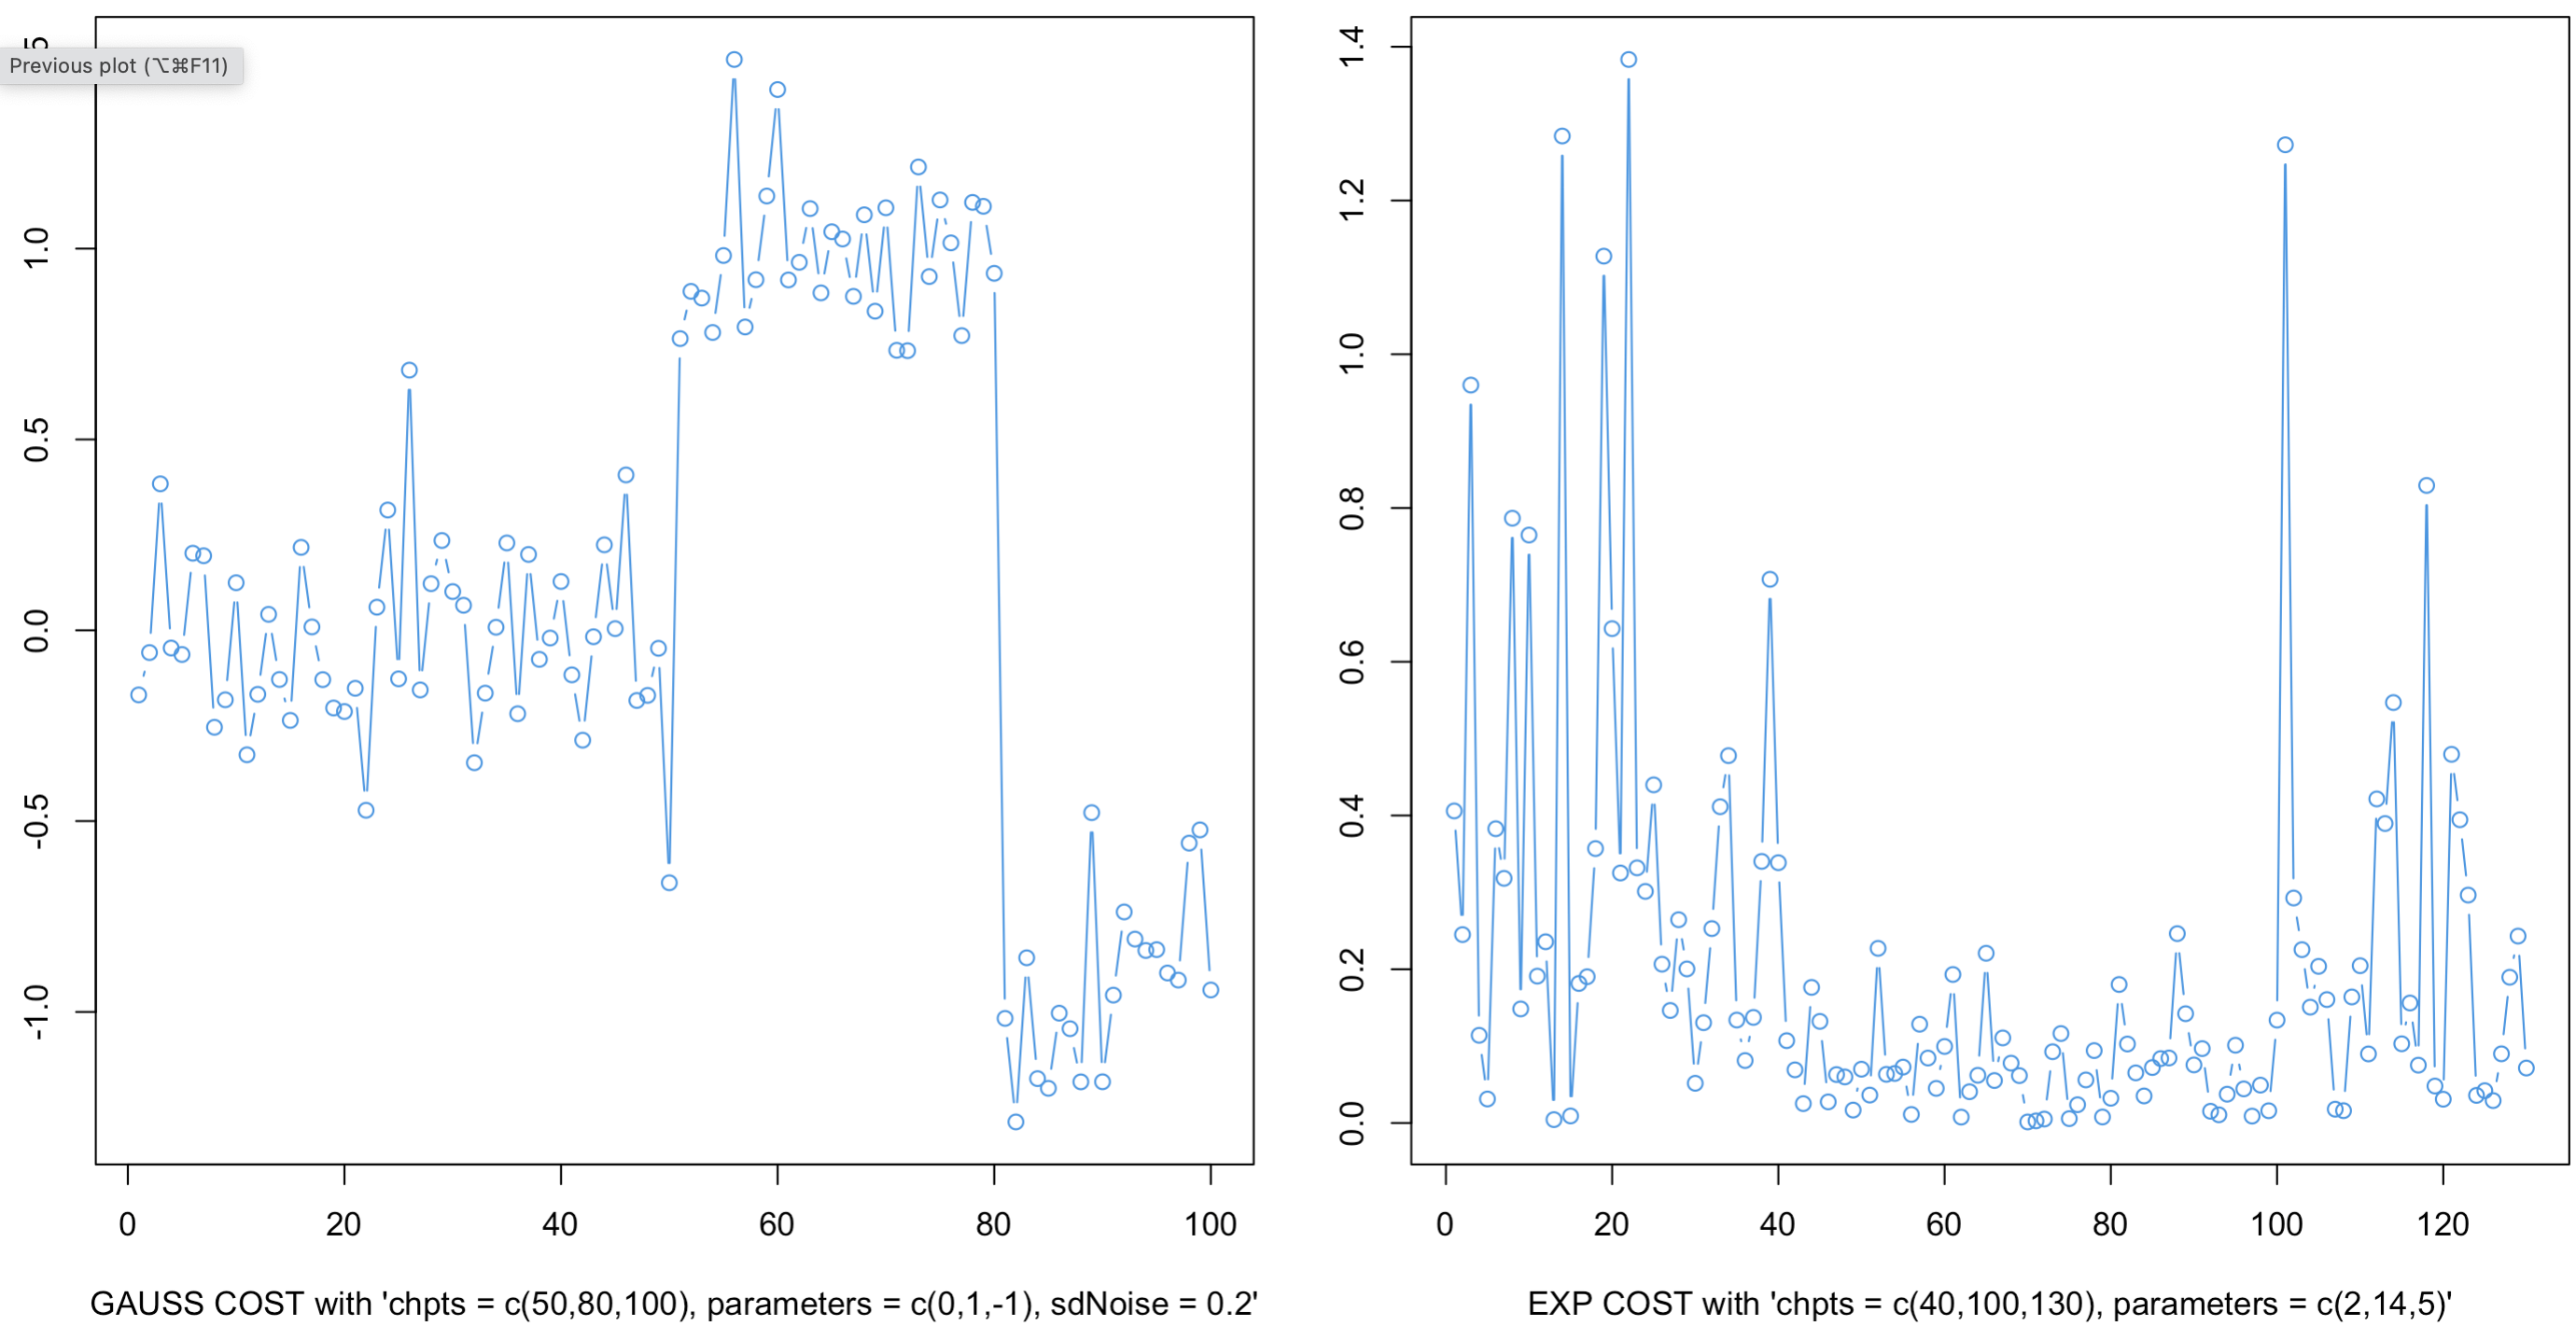 Previous plot (⌥⌘F11)
1.0
0.5
0.0
-0.5
-1.0
0 20 40 60 80 100
GAUSS COST with 'chpts = c(50,80,100), parameters = c(0,1,-1), sdNoise = 0.2'
1.4
1.2
1.0
0.8
0.6
0.4
0.2
0.0
0 20 40 60 80 100 120
EXP COST with 'chpts = c(40,100,130), parameters = c(2,14,5)'